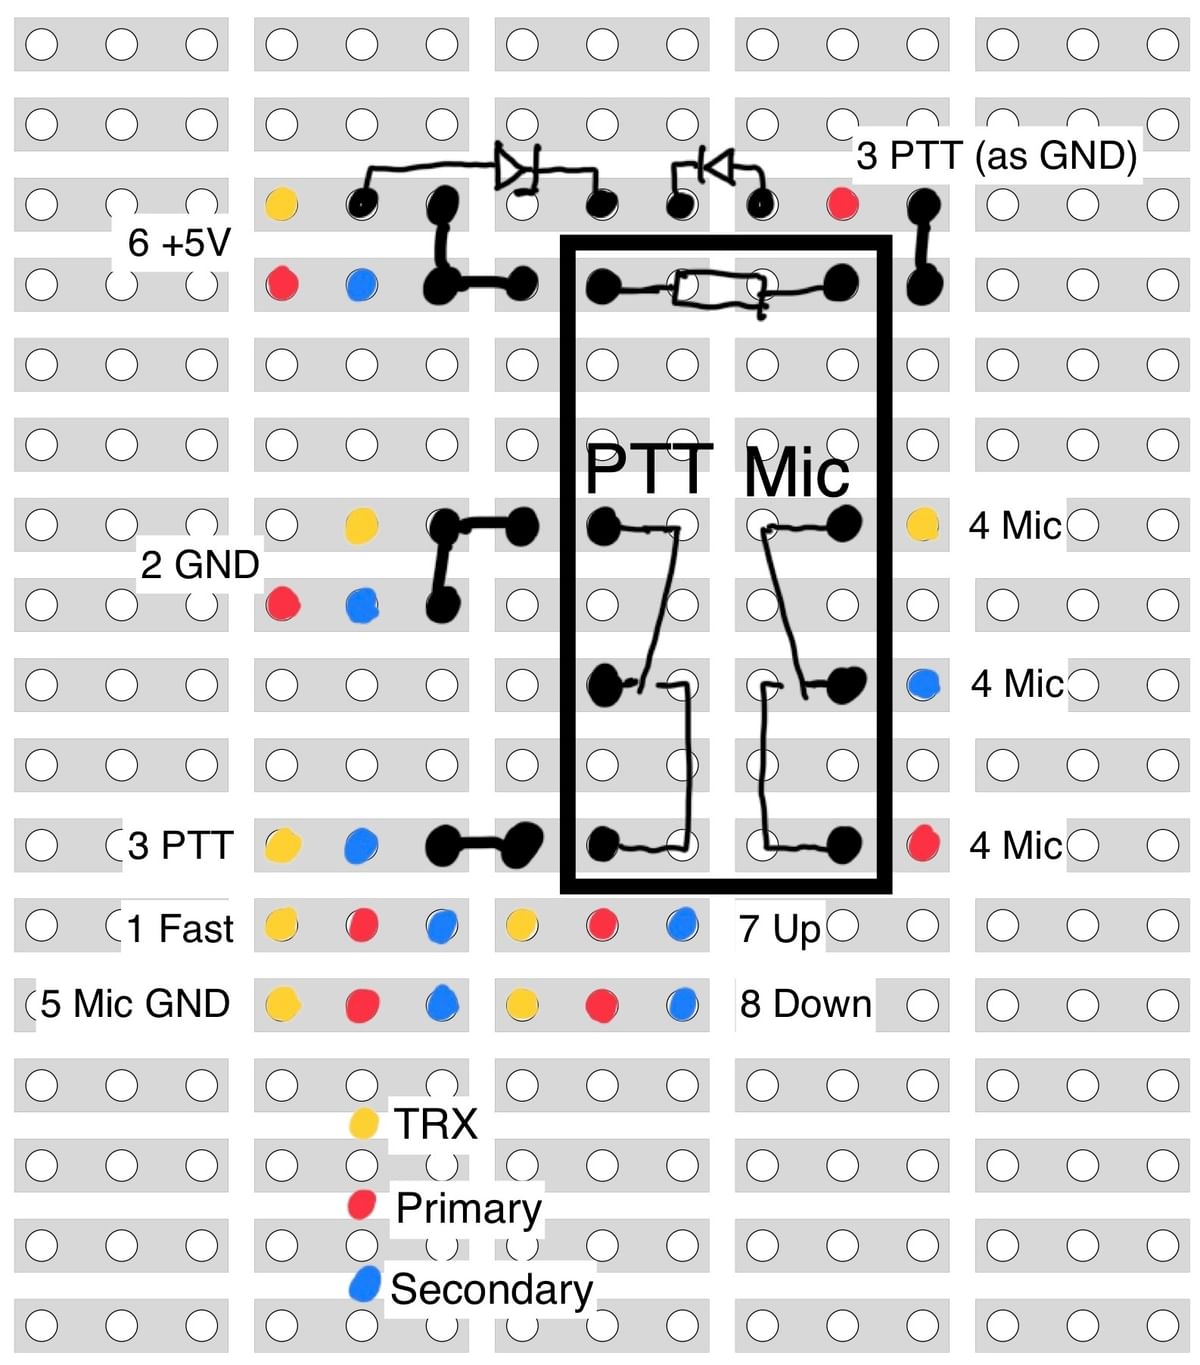 3 PTT (as GND)
6 +5V
PTT Mic
4 Mic
2 GND
4 Mic
3 PTT
4 Mic
1 Fast
7 Up
5 Mic GND
8 Down
TRX
Primary
Secondary